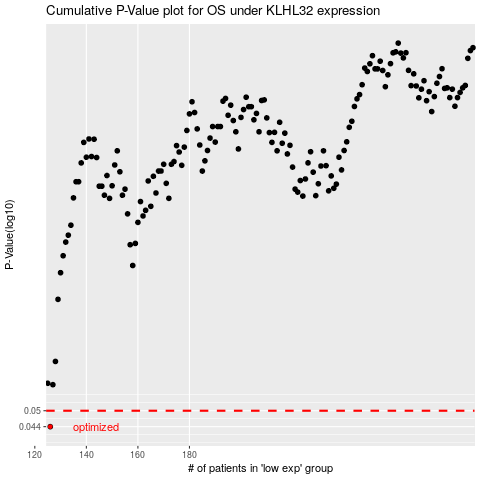 Cumulative P-Value plot for OS under KLHL32 expression
P-Value(log10)
0.05
0.044
optimized
120 140 160 180
# of patients in 'low exp' group